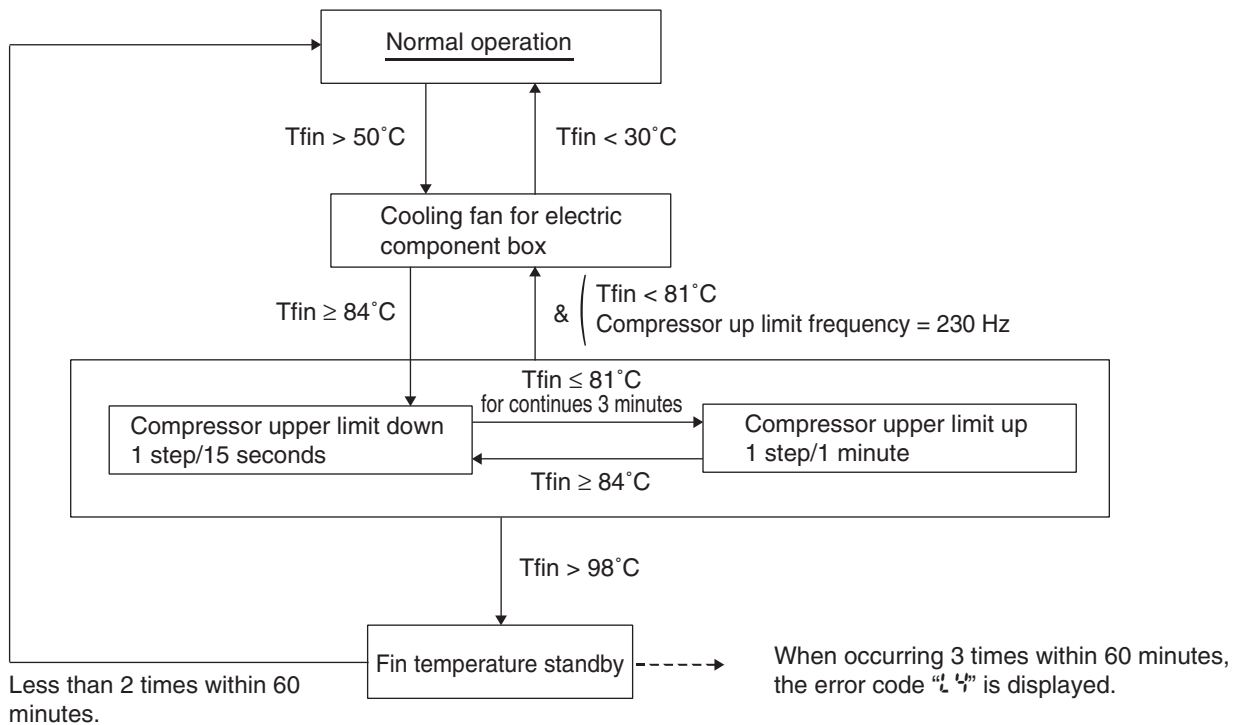 Normal operation
Tfin > 50˚C
Tfin < 30˚C
Cooling fan for electric
component box
Tfin ≥ 84˚C
& ( Tfin < 81˚C
Compressor up limit frequency = 230 Hz
Tfin ≤ 81˚C
for continues 3 minutes
Compressor upper limit down
1 step/15 seconds
Compressor upper limit up
1 step/1 minute
Tfin ≥ 84˚C
Tfin > 98˚C
Fin temperature standby
When occurring 3 times within 60 minutes,
the error code “L4” is displayed.
Less than 2 times within 60
minutes.